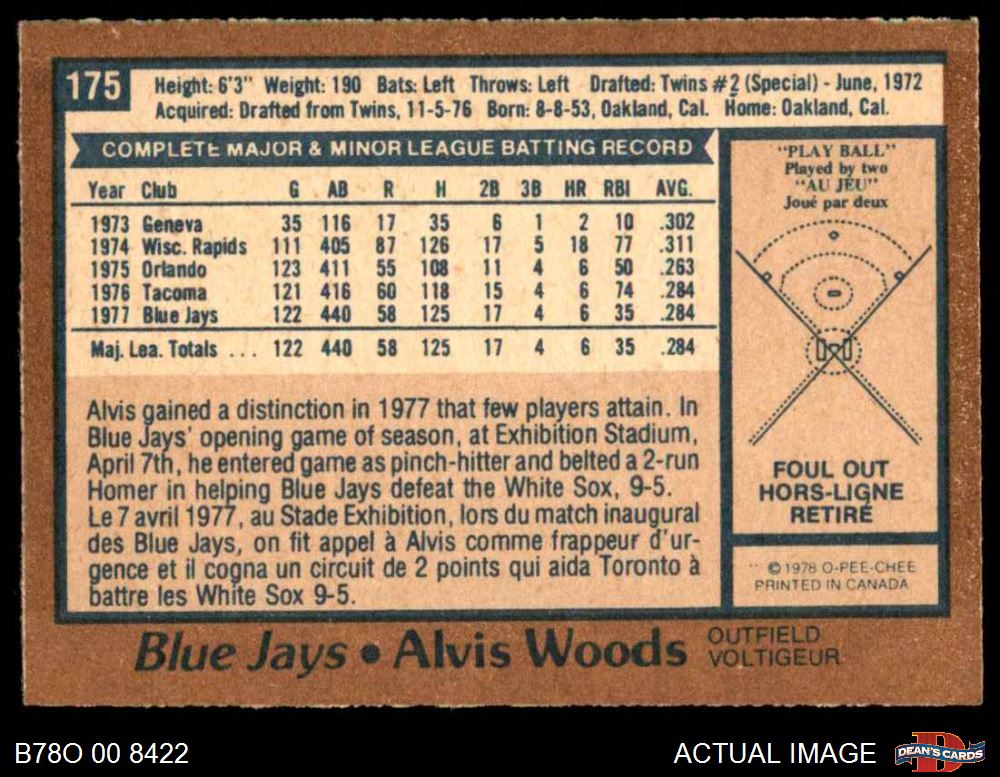 175
Height: 6'3" Weight: 190 Bats: Left Throws: Left Drafted: Twins #2 (Special) - June, 1972
Acquired: Drafted from Twins, 11-5-76 Born: 8-8-53, Oakland, Cal. Home: Oakland, Cal.
COMPLETE MAJOR & MINOR LEAGUE BATTING RECORD
Year Club G AB R H 2B 3B HR RBI AVG.
1973 Geneva 35 116 17 35 6 1 2 10 .302
1974 Wisc. Rapids 111 405 87 126 17 5 18 77 .311
1975 Orlando 123 411 55 108 11 4 6 50 .263
1976 Tacoma 121 416 60 118 15 4 6 74 .284
1977 Blue Jays 122 440 58 125 17 4 6 35 .284
Maj. Lea. Totals ... 122 440 58 125 17 4 6 35 .284
Alvis gained a distinction in 1977 that few players attain. In
Blue Jays' opening game of season, at Exhibition Stadium,
April 7th, he entered game as pinch-hitter and belted a 2-run
Homer in helping Blue Jays defeat the White Sox, 9-5.
Le 7 avril 1977, au Stade Exhibition, lors du match inaugural
des Blue Jays, on fit appel à Alvis comme frappeur d'ur-
gence et il cogna un circuit de 2 points qui aida Toronto à
battre les White Sox 9-5.
"PLAY BALL"
Played by two
"AU JEU"
Joué par deux
FOUL OUT
HORS-LIGNE
RETIRÉ
© 1978 O-PEE-CHEE
PRINTED IN CANADA
Blue Jays • Alvis Woods
OUTFIELD
VOLTIGEUR
B78O 00 8422
ACTUAL IMAGE
DEAN'S CARDS